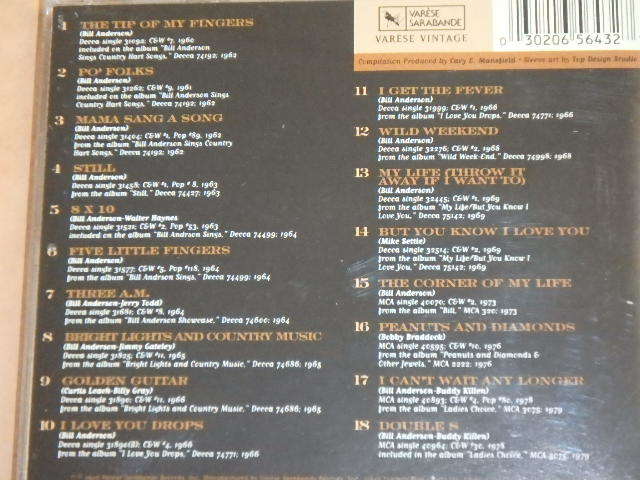 1 THE TIP OF MY FINGERS
(Bill Anderson)
Decca single 31092; C&W #7, 1960
included on the album "Bill Anderson
Sings Country Hart Songs," Decca 74192; 1962
2 PO' FOLKS
(Bill Anderson)
Decca single 31262; C&W #9, 1961
included on the album "Bill Anderson Sings
Country Hart Songs," Decca 74192; 1962
3 MAMA SANG A SONG
(Bill Anderson)
Decca single 31404; C&W #1, Pop #89, 1962
from the album "Bill Anderson Sings Country
Hart Songs," Decca 74192; 1962
4 STILL
(Bill Anderson)
Decca single 31458; C&W #1, Pop # 8, 1963
from the album "Still," Decca 74427; 1963
5 8 X 10
(Bill Anderson-Walter Haynes)
Decca single 31521; C&W #2, Pop #53, 1963
included on the album "Bill Andrson Sings," Decca 74499; 1964
6 FIVE LITTLE FINGERS
(Bill Anderson)
Decca single 31577; C&W #5, Pop #118, 1964
from the album "Bill Andrson Sings," Decca 74499; 1964
7 THREE A.M.
(Bill Anderson-Jerry Todd)
Decca single 31681; C&W #8, 1964
from the album "Bill Anderson Showcase," Decca 74600; 1964
8 BRIGHT LIGHTS AND COUNTRY MUSIC
(Bill Anderson-Jimmy Gateley)
Decca single 31825; C&W #11, 1965
from the album "Bright Lights and Country Music," Decca 74686; 1965
9 GOLDEN GUITAR
(Curtis Leach-Billy Gray)
Decca single 31890; C&W #11, 1966
from the album "Bright Lights and Country Music," Decca 74686; 1965
10 I LOVE YOU DROPS
(Bill Anderson)
Decca single 31890(B); C&W #4, 1966
from the album "I Love You Drops," Decca 74771; 1966
VARÈSE
SARABANDE
VARESE VINTAGE
0 30206 56432
Compilation Produced by Cary E. Mansfield • Sleeve art by Top Design Studio
11 I GET THE FEVER
(Bill Anderson)
Decca single 31999; C&W #1, 1966
from the album "I Love You Drops," Decca 74771; 1966
12 WILD WEEKEND
(Bill Anderson)
Decca single 32276; C&W #2, 1968
from the album "Wild Week End," Decca 74998; 1968
13 MY LIFE (THROW IT
AWAY IF I WANT TO)
(Bill Anderson)
Decca single 32445; C&W #1, 1969
from the album "My Life/But You Know I
Love You," Decca 75142; 1969
14 BUT YOU KNOW I LOVE YOU
(Mike Settle)
Decca single 32514; C&W #2, 1969
from the album "My Life/But You Know I
Love You," Decca 75142; 1969
15 THE CORNER OF MY LIFE
(Bill Anderson)
MCA single 40070; C&W #2, 1973
from the album "Bill," MCA 320; 1973
16 PEANUTS AND DIAMONDS
(Bobby Braddock)
MCA single 40595; C&W #10, 1976
from the album "Peanuts and Diamonds &
Other Jewels," MCA 2222; 1976
17 I CAN'T WAIT ANY LONGER
(Bill Anderson-Buddy Killen)
MCA single 40893; C&W #4, Pop #80, 1978
from the album "Ladies Choice," MCA 3075; 1979
18 DOUBLE S
(Bill Anderson-Buddy Killen)
MCA single 40964; C&W #20, 1978
included in the album "Ladies Choice," MCA 3075; 1979